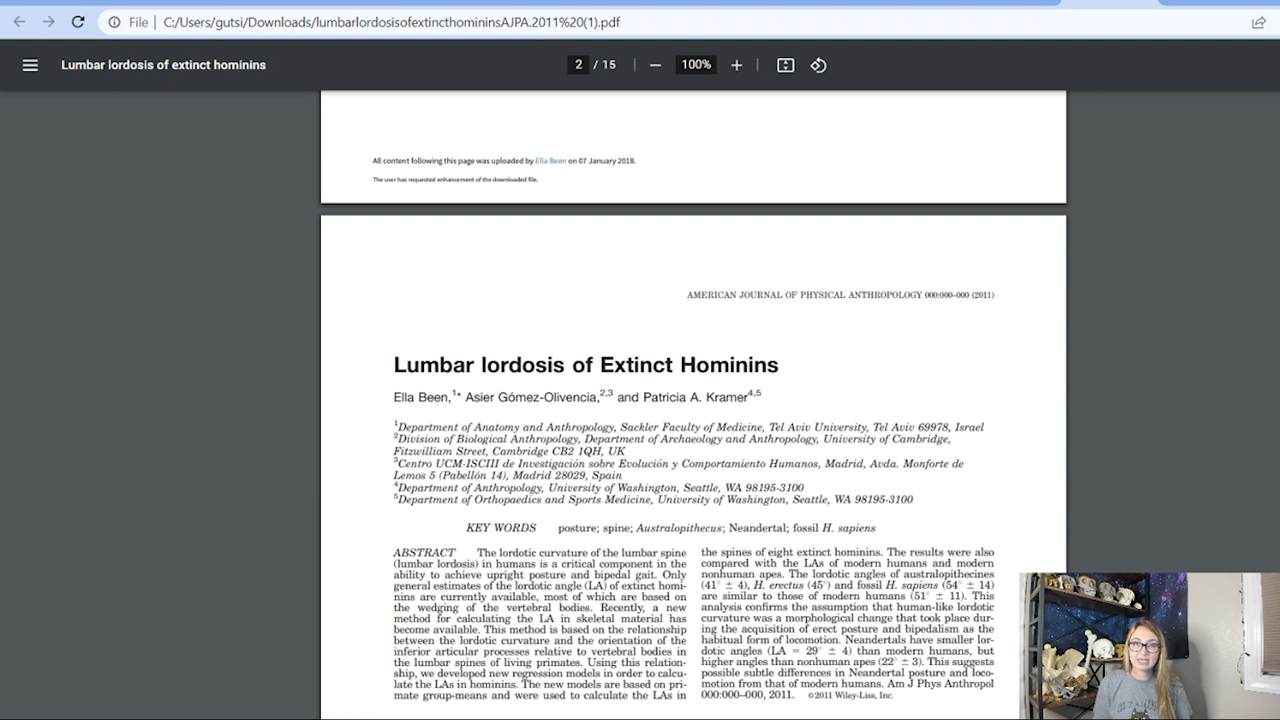 File | C:/Users/gutsi/Downloads/lumbarlordosisofextincthomininsAJPA.2011%20(1).pdf
Lumbar lordosis of extinct hominins
2 / 15 | — 100% + |
All content following this page was uploaded by Ella Been on 07 January 2018.
The user has requested enhancement of the downloaded file.
AMERICAN JOURNAL OF PHYSICAL ANTHROPOLOGY 000:000–000 (2011)
Lumbar lordosis of Extinct Hominins
Ella Been,1* Asier Gómez-Olivencia,2,3 and Patricia A. Kramer4,5
1Department of Anatomy and Anthropology, Sackler Faculty of Medicine, Tel Aviv University, Tel Aviv 69978, Israel
2Division of Biological Anthropology, Department of Archaeology and Anthropology, University of Cambridge,
Fitzwilliam Street, Cambridge CB2 1QH, UK
3Centro UCM-ISCIII de Investigación sobre Evolución y Comportamiento Humanos, Madrid, Avda. Monforte de
Lemos 5 (Pabellón 14), Madrid 28029, Spain
4Department of Anthropology, University of Washington, Seattle, WA 98195-3100
5Department of Orthopaedics and Sports Medicine, University of Washington, Seattle, WA 98195-3100
KEY WORDS posture; spine; Australopithecus; Neandertal; fossil H. sapiens
ABSTRACT The lordotic curvature of the lumbar spine
(lumbar lordosis) in humans is a critical component in the
ability to achieve upright posture and bipedal gait. Only
general estimates of the lordotic angle (LA) of extinct homi-
nins are currently available, most of which are based on
the wedging of the vertebral bodies. Recently, a new
method for calculating the LA in skeletal material has
become available. This method is based on the relationship
between the lordotic curvature and the orientation of the
inferior articular processes relative to vertebral bodies in
the lumbar spines of living primates. Using this relation-
ship, we developed new regression models in order to calcu-
late the LAs in hominins. The new models are based on pri-
mate group-means and were used to calculate the LAs in
the spines of eight extinct hominins. The results were also
compared with the LAs of modern humans and modern
nonhuman apes. The lordotic angles of australopithecines
(41° ± 4), H. erectus (45°) and fossil H. sapiens (54° ± 14)
are similar to those of modern humans (51° ± 11). This
analysis confirms the assumption that human-like lordotic
curvature was a morphological change that took place dur-
ing the acquisition of erect posture and bipedalism as the
habitual form of locomotion. Neandertals have smaller lor-
dotic angles (LA = 29° ± 4) than modern humans, but
higher angles than nonhuman apes (22° ± 3). This suggests
possible subtle differences in Neandertal posture and loco-
motion from that of modern humans. Am J Phys Anthropol
000:000–000, 2011. ©2011 Wiley-Liss, Inc.